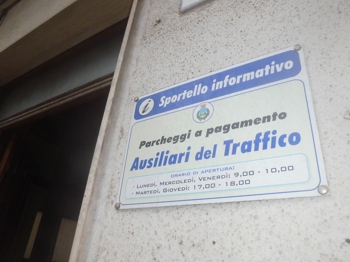 i Sportello informativo
Parcheggi a pagamento
Ausiliari del Traffico
ORARIO DI APERTURA:
- LUNEDÌ, MERCOLEDÌ, VENERDÌ: 9,00 - 10,00
- MARTEDÌ, GIOVEDÌ: 17,00 - 18,00